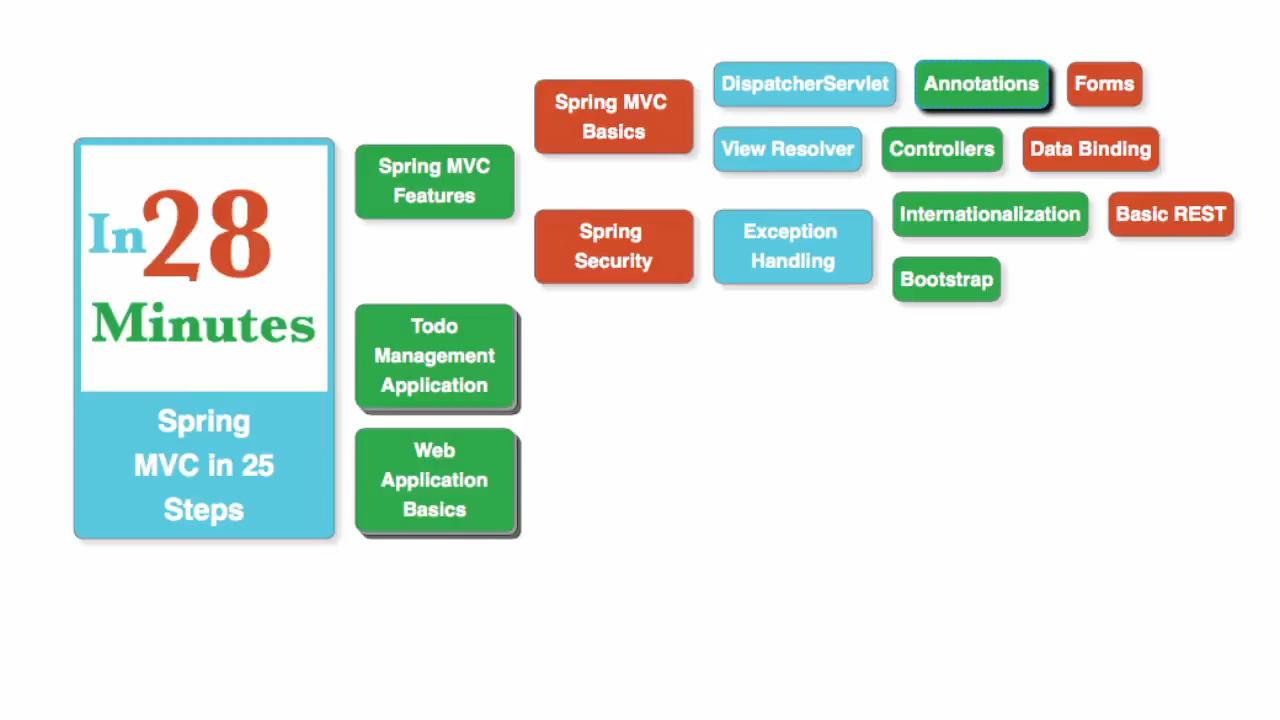 In28
Minutes
Spring
MVC in 25
Steps
Spring MVC
Features
Todo
Management
Application
Web
Application
Basics
Spring MVC
Basics
Spring
Security
DispatcherServlet
Annotations
Forms
View Resolver
Controllers
Data Binding
Exception
Handling
Internationalization
Basic REST
Bootstrap